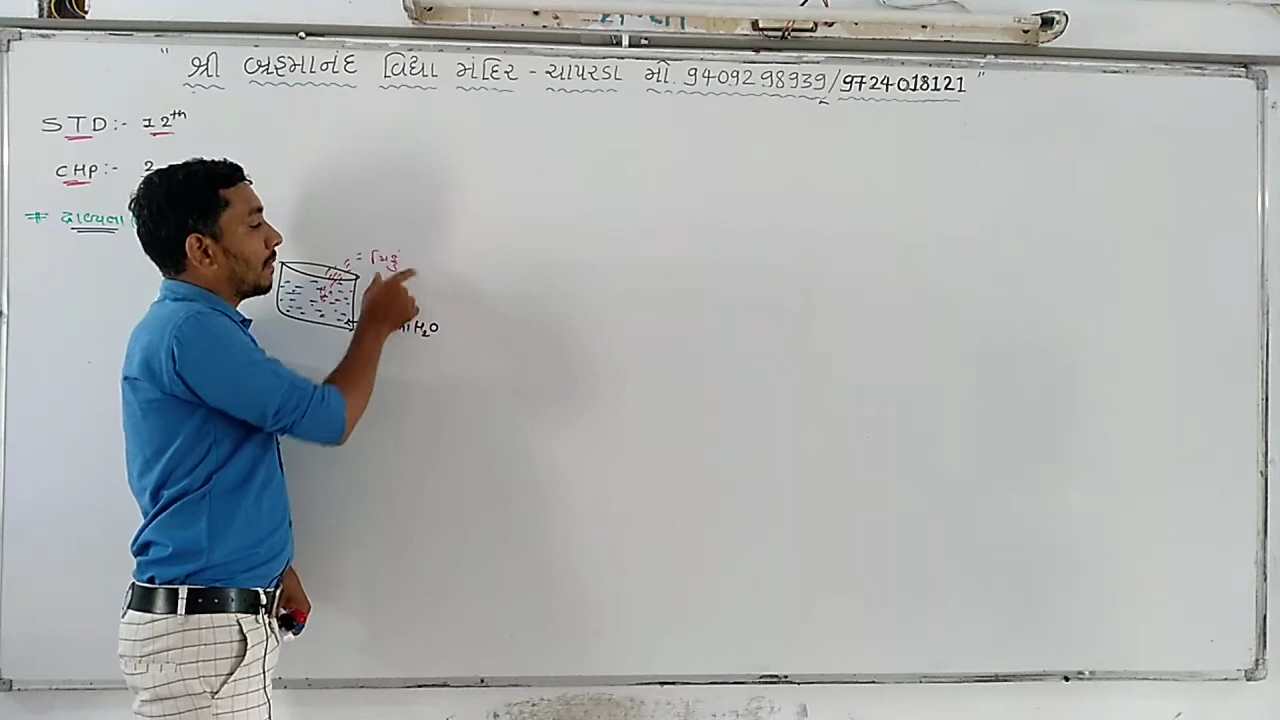 " શ્રી બ્રહ્માનંદ વિદ્યા મંદિર - ચાપરડા મો. 9409298939/9724018121 "
STD:- 12th
CHP:- 2
# દ્રાવ્યતા
= મીઠું
H₂O